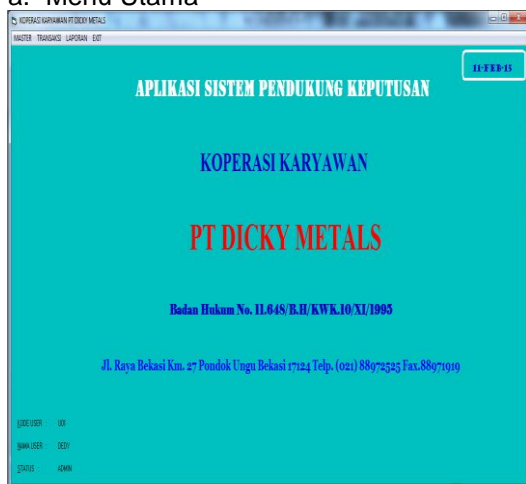 a. Menu Utama
KOPERASI KARYAWAN PT DICKY METALS
MASTER TRANSAKSI LAPORAN EXIT
11-FEB-15
APLIKASI SISTEM PENDUKUNG KEPUTUSAN
KOPERASI KARYAWAN
PT DICKY METALS
Badan Hukum No. 11.648/B.H/KWK.10/XI/1995
Jl. Raya Bekasi Km. 27 Pondok Ungu Bekasi 17124 Telp. (021) 88972525 Fax.88971919
KODE USER : U01
NAMA USER : DEDY
STATUS : ADMIN